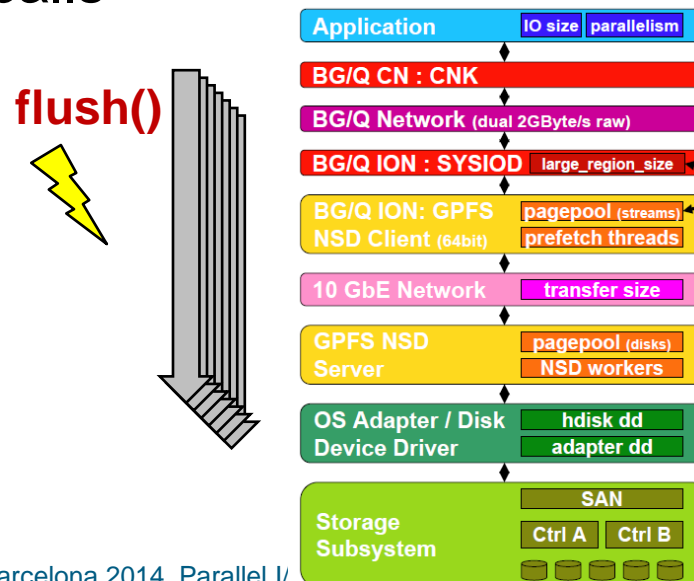 flush()
Application IO size parallelism
BG/Q CN : CNK
BG/Q Network (dual 2GByte/s raw)
BG/Q ION : SYSIOD large_region_size
BG/Q ION: GPFS pagepool (streams)
NSD Client (64bit) prefetch threads
10 GbE Network transfer size
GPFS NSD pagepool (disks)
Server NSD workers
OS Adapter / Disk hdisk dd
Device Driver adapter dd
SAN
Storage
Subsystem Ctrl A Ctrl B
arcelona 2014, Parallel I/